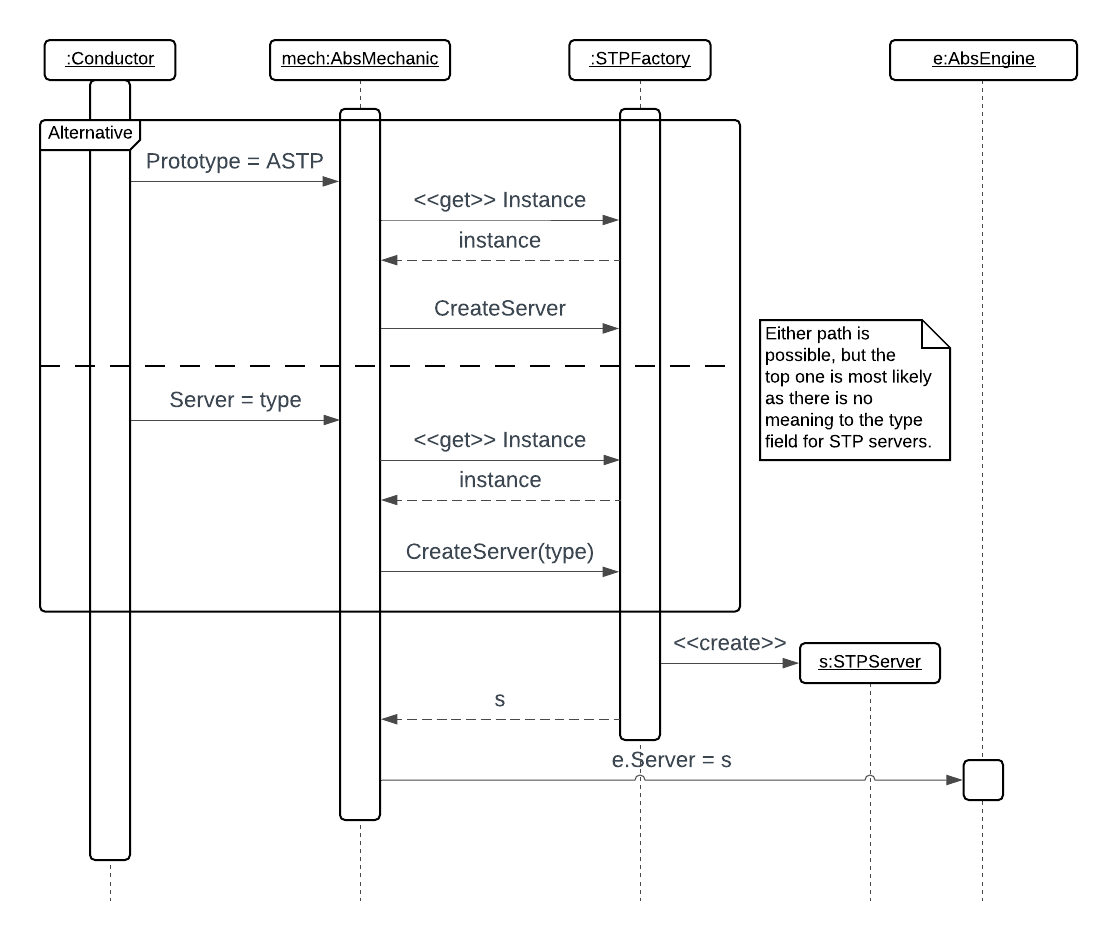 :Conductor
mech:AbsMechanic
:STPFactory
e:AbsEngine
Alternative
Prototype = ASTP
<<get>> Instance
instance
CreateServer
Either path is
possible, but the
top one is most likely
as there is no
meaning to the type
field for STP servers.
Server = type
<<get>> Instance
instance
CreateServer(type)
<<create>>
s:STPServer
s
e.Server = s